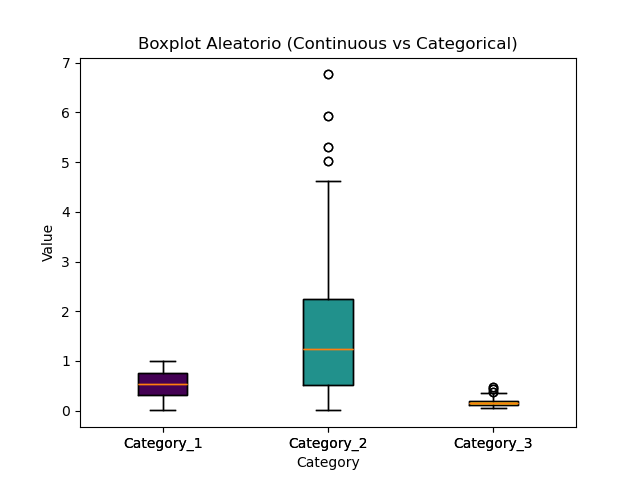 Boxplot Aleatorio (Continuous vs Categorical)
7
6
5
4
3
2
1
0
Value
Category_1 Category_2 Category_3
Category